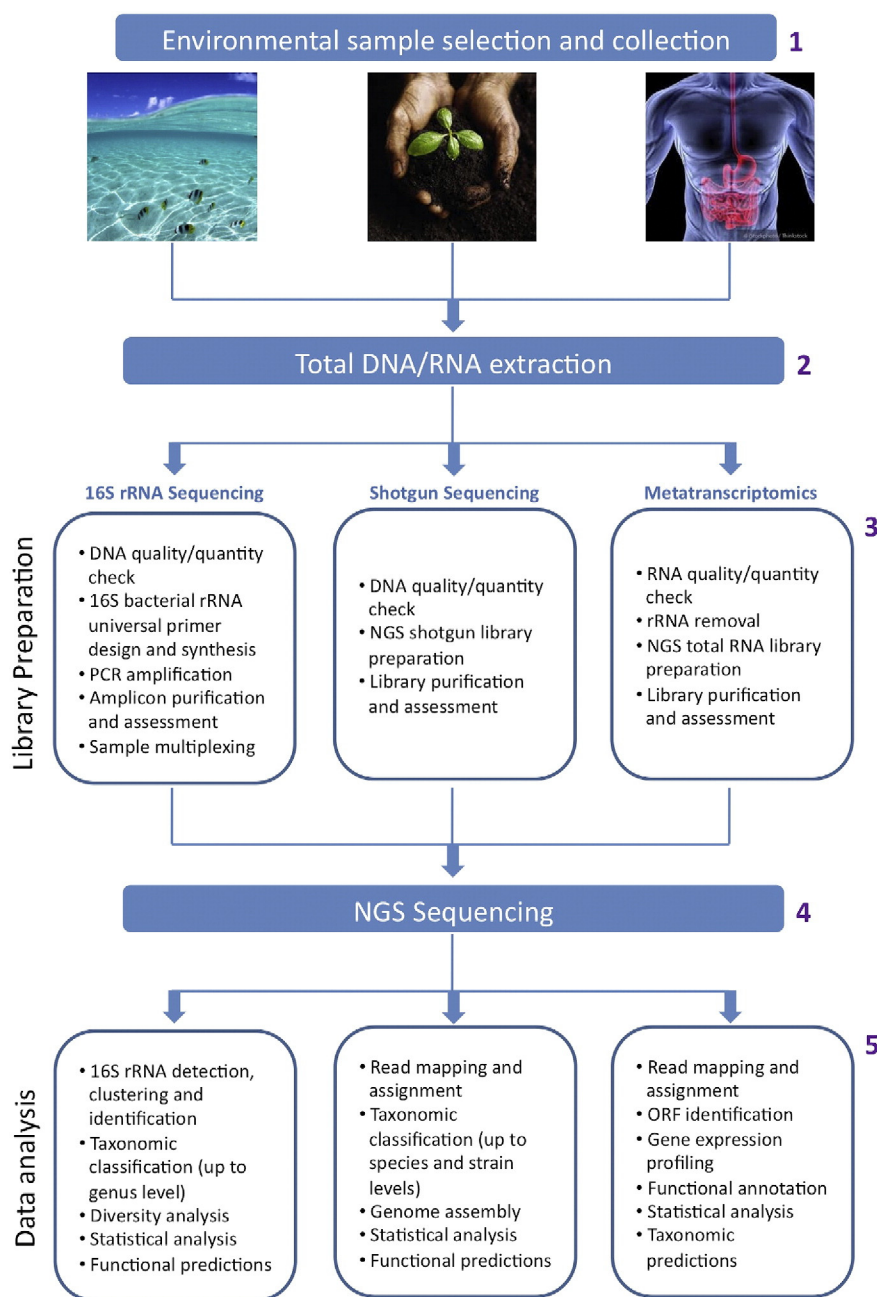 Environmental sample selection and collection 1
Total DNA/RNA extraction 2
Library Preparation
3
16S rRNA Sequencing
• DNA quality/quantity
check
• 16S bacterial rRNA
universal primer
design and synthesis
• PCR amplification
• Amplicon purification
and assessment
• Sample multiplexing
Shotgun Sequencing
• DNA quality/quantity
check
• NGS shotgun library
preparation
• Library purification
and assessment
Metatranscriptomics
• RNA quality/quantity
check
• rRNA removal
• NGS total RNA library
preparation
• Library purification
and assessment
NGS Sequencing 4
Data analysis
5
• 16S rRNA detection,
clustering and
identification
• Taxonomic
classification (up to
genus level)
• Diversity analysis
• Statistical analysis
• Functional predictions
• Read mapping and
assignment
• Taxonomic
classification (up to
species and strain
levels)
• Genome assembly
• Statistical analysis
• Functional predictions
• Read mapping and
assignment
• ORF identification
• Gene expression
profiling
• Functional annotation
• Statistical analysis
• Taxonomic
predictions